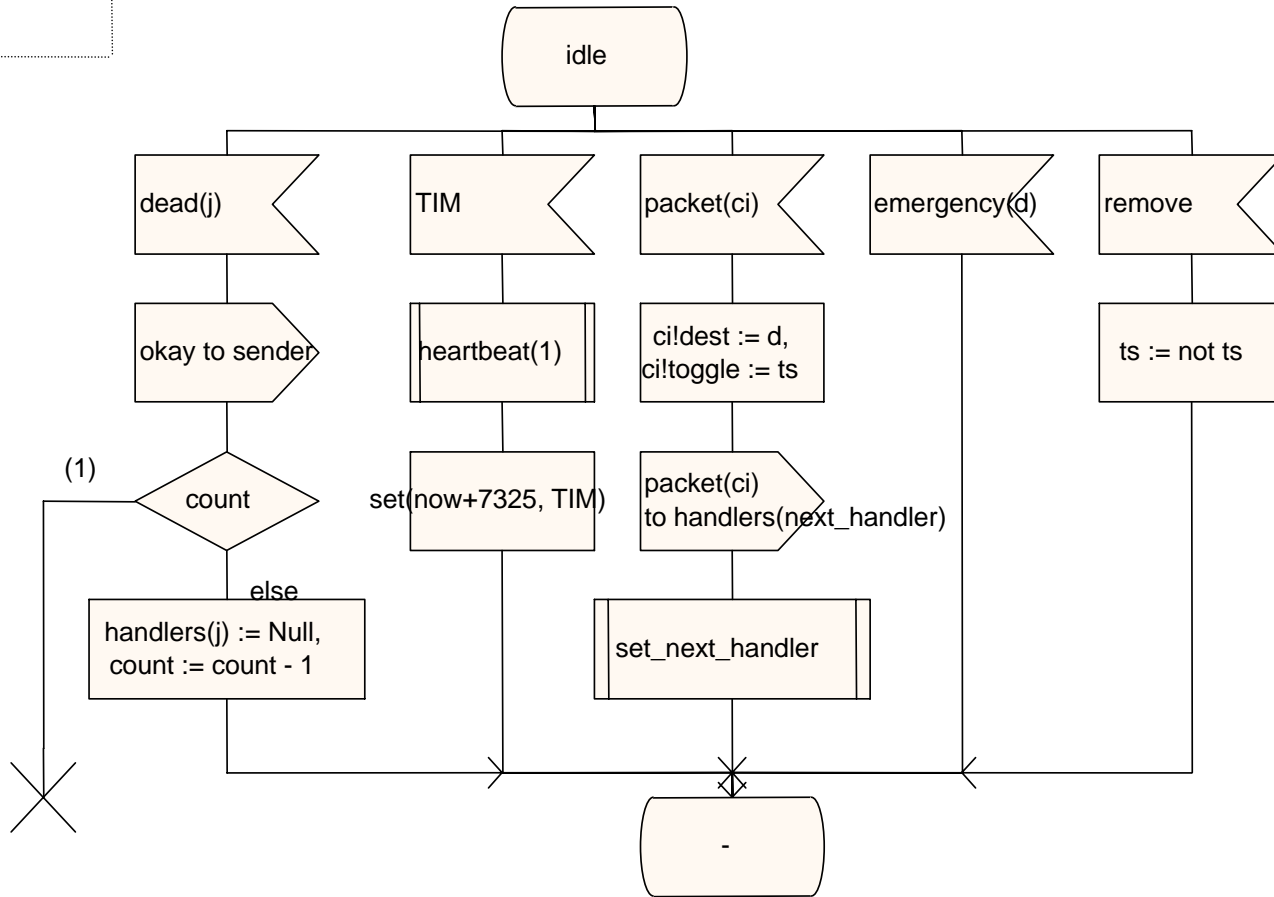 idle
dead(j)
TIM
packet(ci)
emergency(d)
remove
okay to sender
heartbeat(1)
ci!dest := d,
ci!toggle := ts
ts := not ts
(1)
count
set(now+7325, TIM)
packet(ci)
to handlers(next_handler)
else
handlers(j) := Null,
count := count - 1
set_next_handler
-